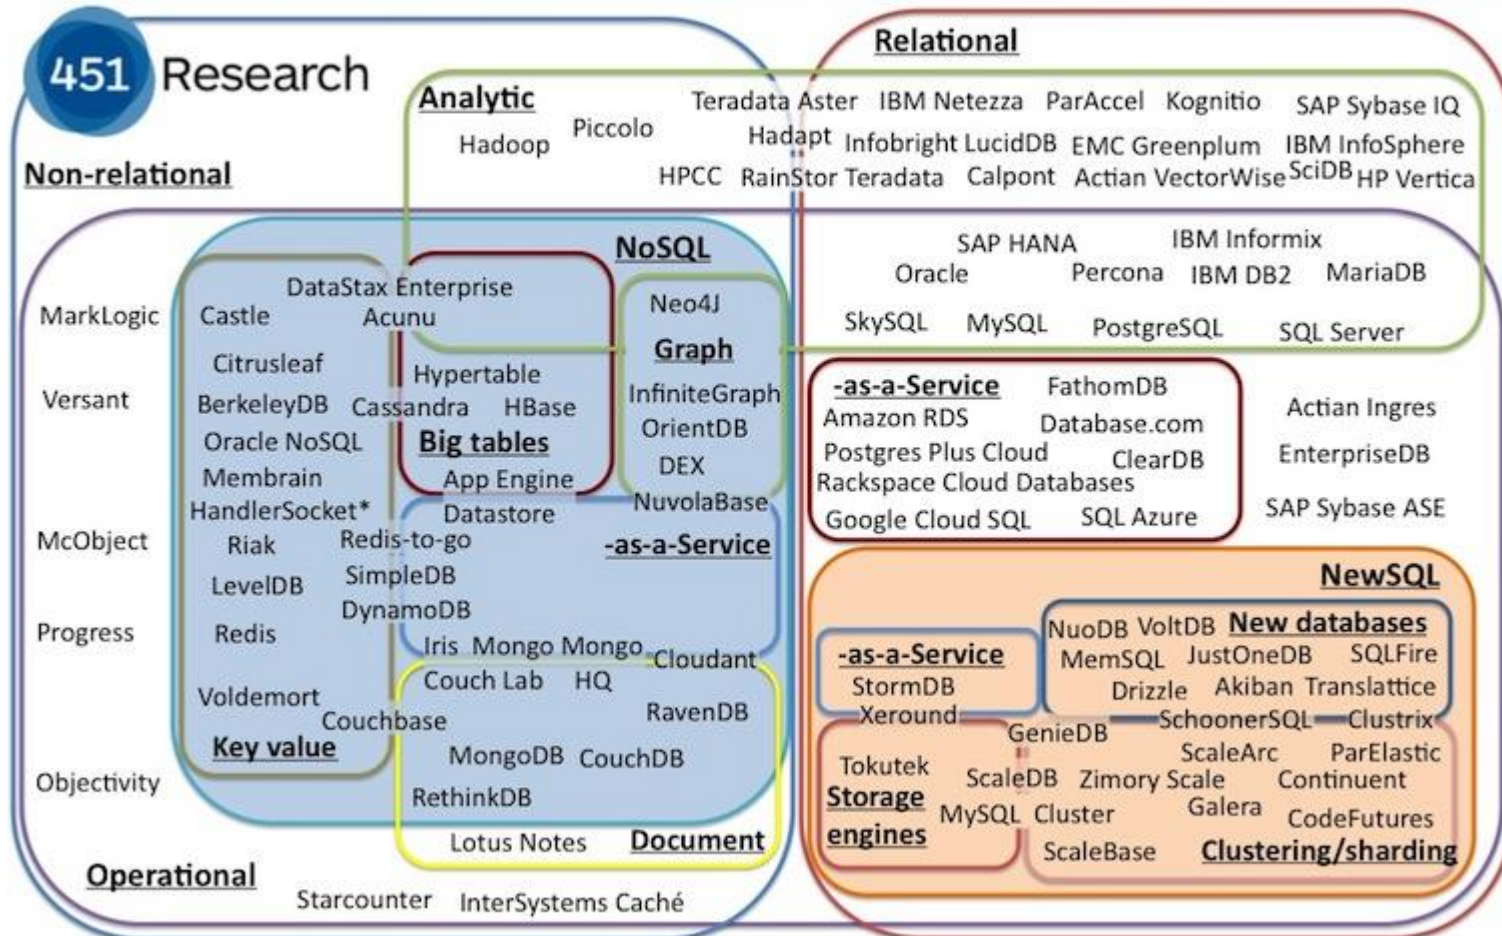 451 Research
Relational
Analytic
Teradata Aster IBM Netezza ParAccel Kognitio SAP Sybase IQ
Hadoop Piccolo Hadapt Infobright LucidDB EMC Greenplum IBM InfoSphere
HPCC RainStor Teradata Calpont Actian VectorWise SciDB HP Vertica
Non-relational
NoSQL
SAP HANA IBM Informix
Oracle Percona IBM DB2 MariaDB
SkySQL MySQL PostgreSQL SQL Server
MarkLogic
Versant
McObject
Progress
Objectivity
DataStax Enterprise
Castle Acunu
Citrusleaf
BerkeleyDB Cassandra HBase
Hypertable
Big tables
Oracle NoSQL
Membrain
HandlerSocket*
Riak Redis-to-go
LevelDB SimpleDB
DynamoDB
Redis
Voldemort
Couchbase
Key value
Neo4J
Graph
InfiniteGraph
OrientDB
DEX
NuvolaBase
App Engine
Datastore
-as-a-Service
Iris Mongo Mongo Cloudant
Couch Lab HQ
RavenDB
MongoDB CouchDB
RethinkDB
Lotus Notes Document
Operational
Starcounter InterSystems Caché
-as-a-Service FathomDB
Amazon RDS Database.com
Postgres Plus Cloud ClearDB
Rackspace Cloud Databases
Google Cloud SQL SQL Azure
Actian Ingres
EnterpriseDB
SAP Sybase ASE
NewSQL
NuoDB VoltDB New databases
MemSQL JustOneDB SQLFire
Drizzle Akiban Translattice
SchoonerSQL Clustrix
-as-a-Service
StormDB
Xeround
GenieDB
ScaleArc ParElastic
Tokutek ScaleDB Zimory Scale Continuent
Storage
engines
MySQL Cluster Galera CodeFutures
ScaleBase Clustering/sharding